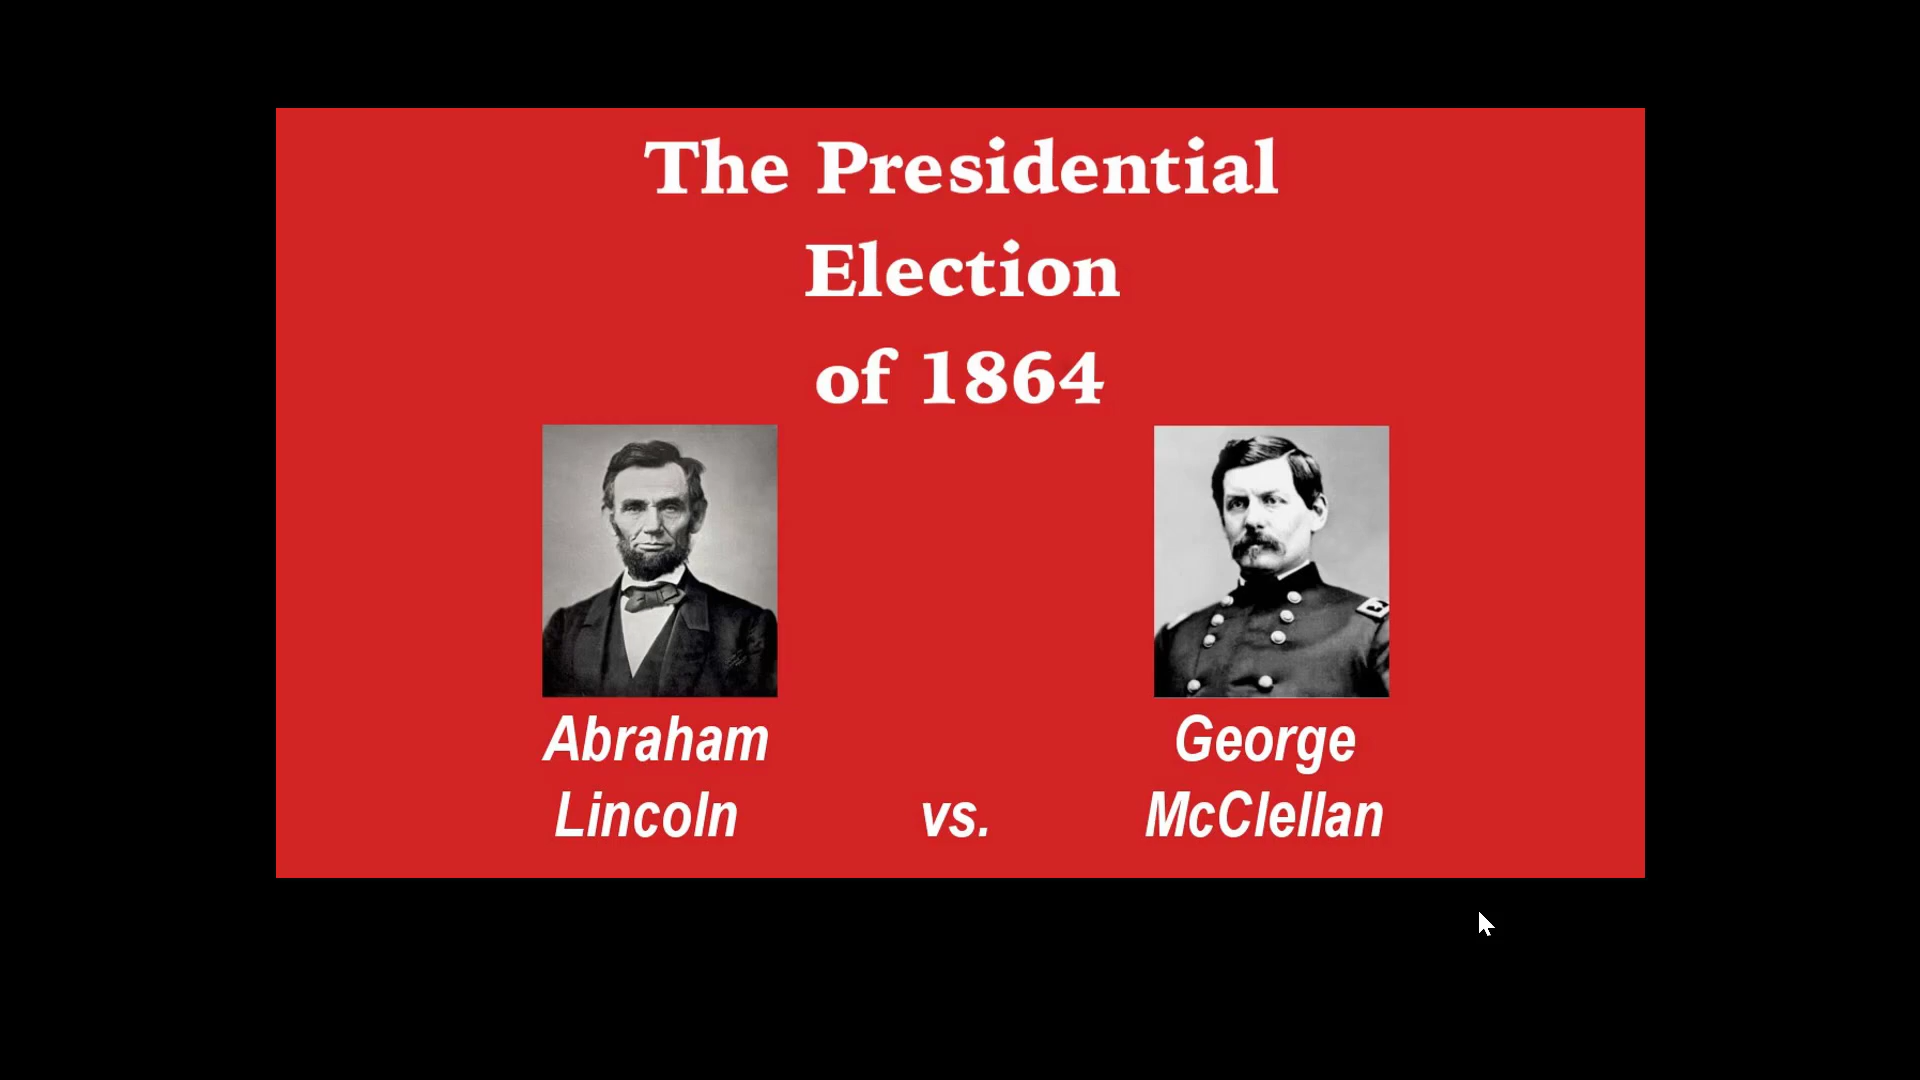 The Presidential
Election
of 1864
Abraham
Lincoln
vs.
George
McClellan